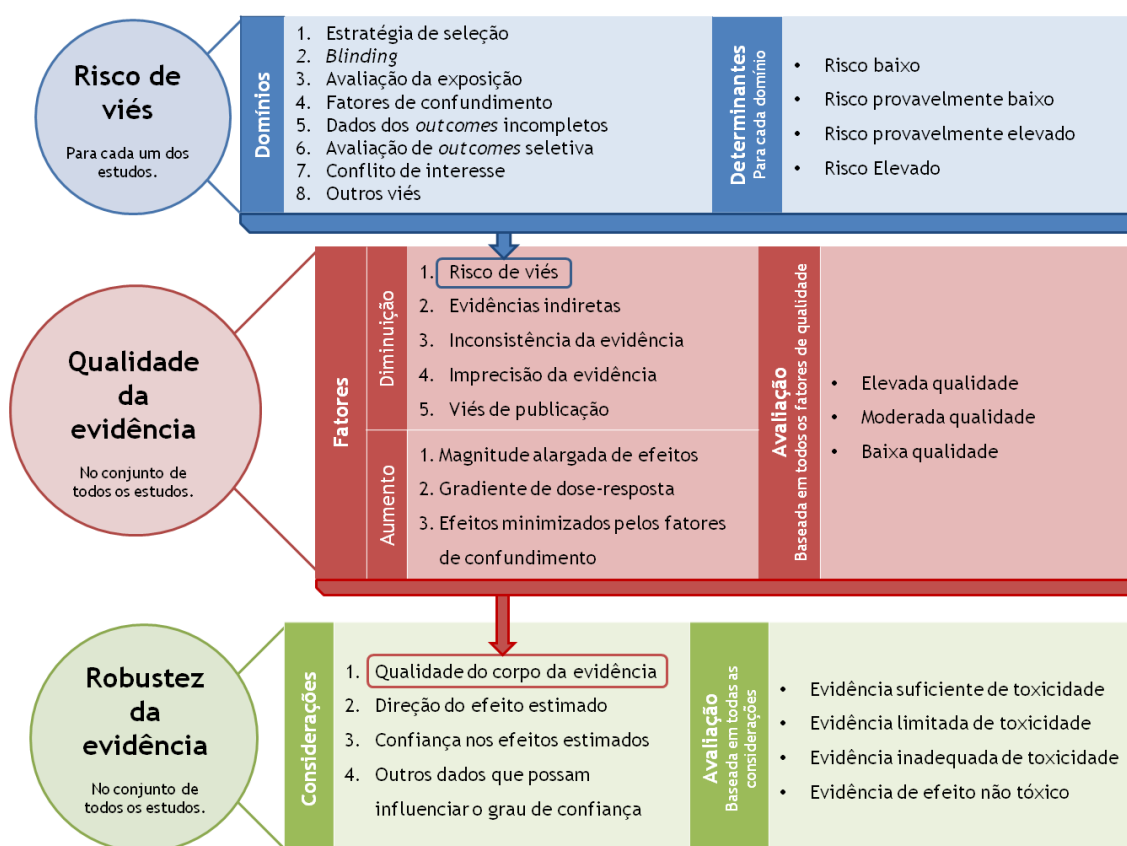 Risco de
viés
Para cada um dos
estudos.
Domínios
1. Estratégia de seleção
2. Blinding
3. Avaliação da exposição
4. Fatores de confundimento
5. Dados dos outcomes incompletos
6. Avaliação de outcomes seletiva
7. Conflito de interesse
8. Outros viés
Determinantes
Para cada domínio
• Risco baixo
• Risco provavelmente baixo
• Risco provavelmente elevado
• Risco Elevado
Qualidade
da
evidência
No conjunto de
todos os estudos.
Fatores
Diminuição
1. Risco de viés
2. Evidências indiretas
3. Inconsistência da evidência
4. Imprecisão da evidência
5. Viés de publicação
Aumento
1. Magnitude alargada de efeitos
2. Gradiente de dose-resposta
3. Efeitos minimizados pelos fatores
de confundimento
Avaliação
Baseada em todos os fatores de qualidade
• Elevada qualidade
• Moderada qualidade
• Baixa qualidade
Robustez
da
evidência
No conjunto de
todos os estudos.
Considerações
1. Qualidade do corpo da evidência
2. Direção do efeito estimado
3. Confiança nos efeitos estimados
4. Outros dados que possam
influenciar o grau de confiança
Avaliação
Baseada em todas as
considerações
• Evidência suficiente de toxicidade
• Evidência limitada de toxicidade
• Evidência inadequada de toxicidade
• Evidência de efeito não tóxico